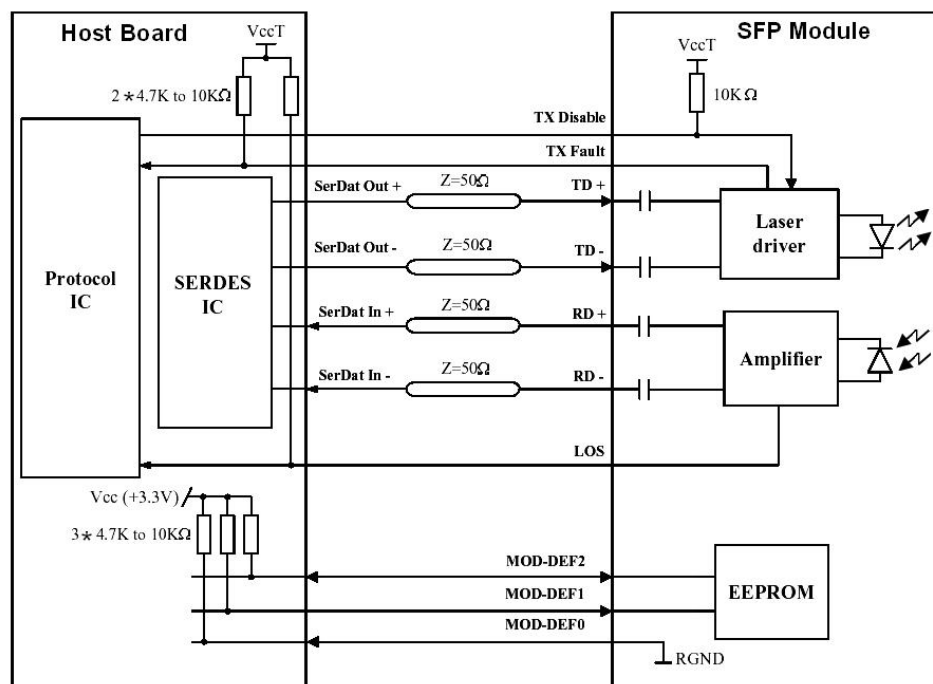 Host Board
SFP Module
VccT
VccT
2*4.7K to 10KΩ
10KΩ
TX Disable
TX Fault
SerDat Out +
Z=50Ω
TD +
Laser
driver
SerDat Out -
Z=50Ω
TD -
Protocol
IC
SERDES
IC
SerDat In +
Z=50Ω
RD +
Amplifier
SerDat In -
Z=50Ω
RD -
LOS
Vcc (+3.3V)
3*4.7K to 10KΩ
MOD-DEF2
EEPROM
MOD-DEF1
MOD-DEF0
RGND